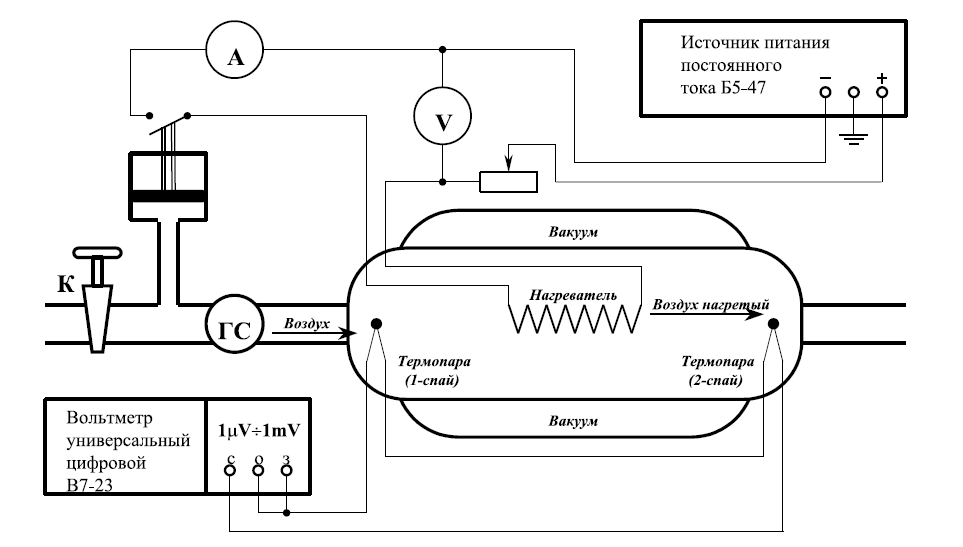 А
Источник питания
постоянного
тока Б5-47
− +
V
Вакуум
К
Нагреватель
Воздух нагретый
ГС
Воздух
Термопара
(1-спай)
Термопара
(2-спай)
Вакуум
Вольтметр
универсальный
цифровой
В7-23
1μV÷1mV
с о з